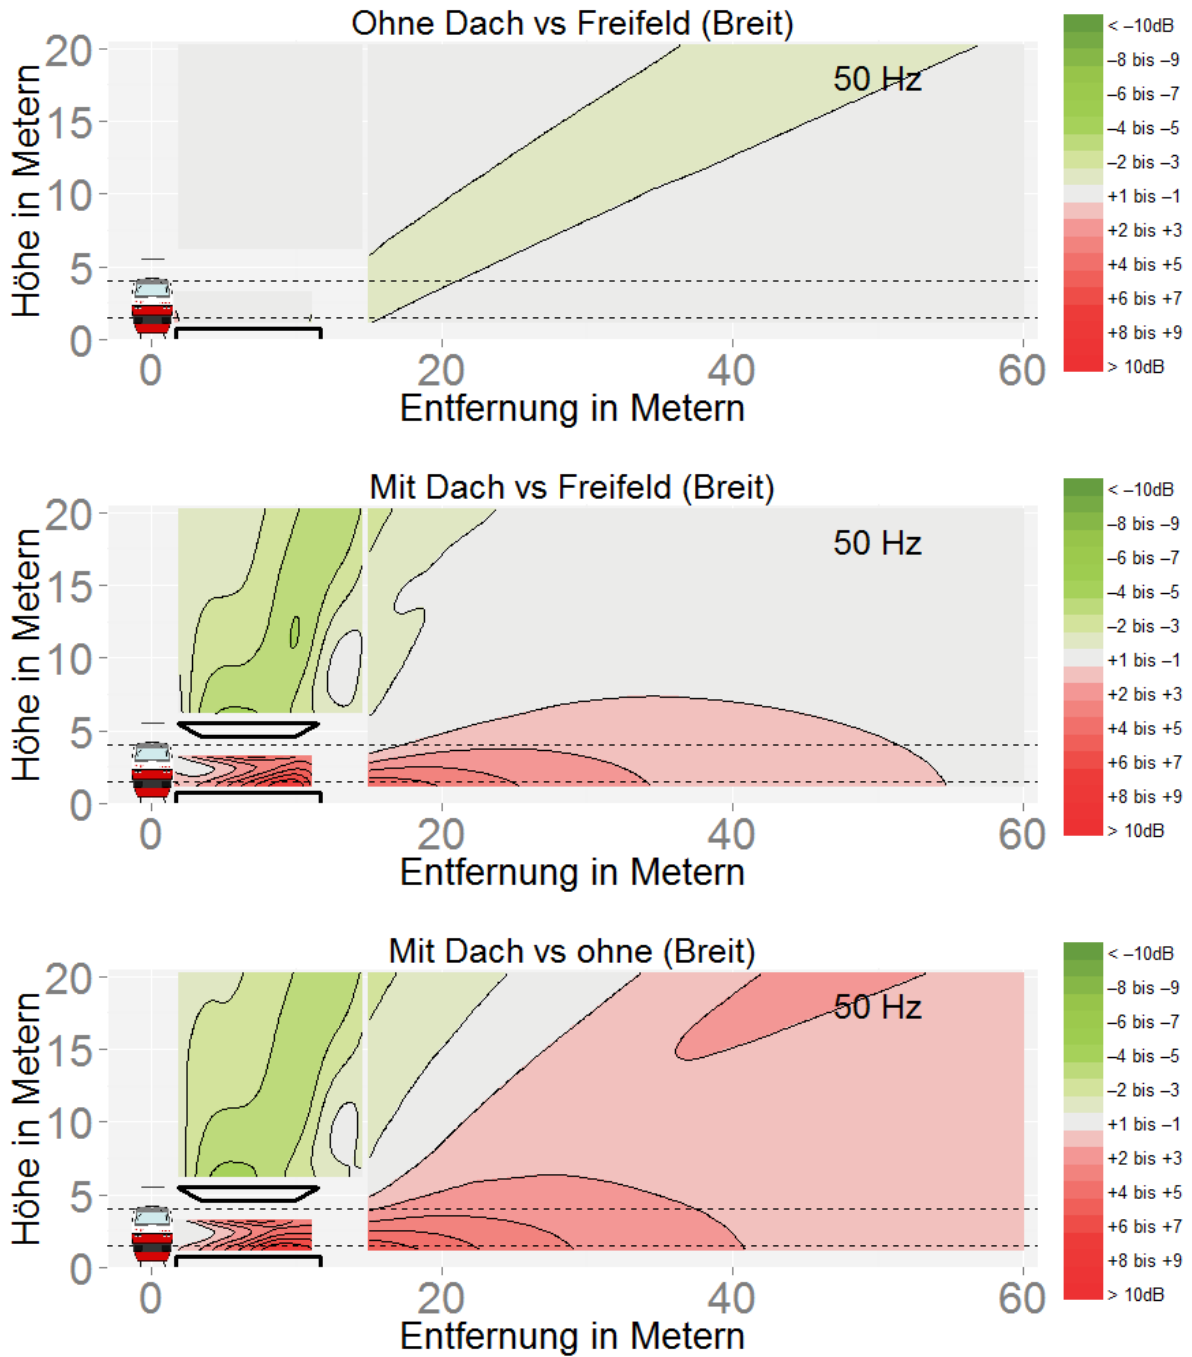 Ohne Dach vs Freifeld (Breit)
50 Hz
Höhe in Metern
20
15
10
5
0
0 20 40 60
Entfernung in Metern
< –10dB
–8 bis –9
–6 bis –7
–4 bis –5
–2 bis –3
+1 bis –1
+2 bis +3
+4 bis +5
+6 bis +7
+8 bis +9
> 10dB
Mit Dach vs Freifeld (Breit)
50 Hz
Höhe in Metern
20
15
10
5
0
0 20 40 60
Entfernung in Metern
< –10dB
–8 bis –9
–6 bis –7
–4 bis –5
–2 bis –3
+1 bis –1
+2 bis +3
+4 bis +5
+6 bis +7
+8 bis +9
> 10dB
Mit Dach vs ohne (Breit)
50 Hz
Höhe in Metern
20
15
10
5
0
0 20 40 60
Entfernung in Metern
< –10dB
–8 bis –9
–6 bis –7
–4 bis –5
–2 bis –3
+1 bis –1
+2 bis +3
+4 bis +5
+6 bis +7
+8 bis +9
> 10dB